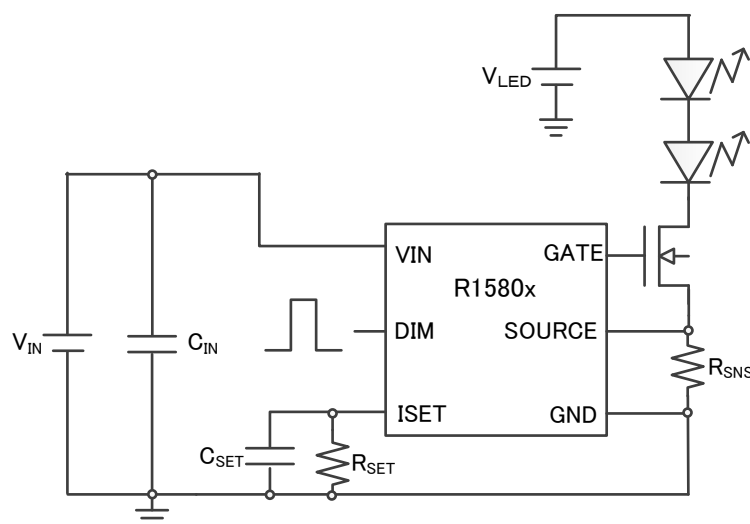 VLED
VIN
GATE
R1580x
DIM
SOURCE
VIN
CIN
RSNS
ISET
GND
CSET
RSET